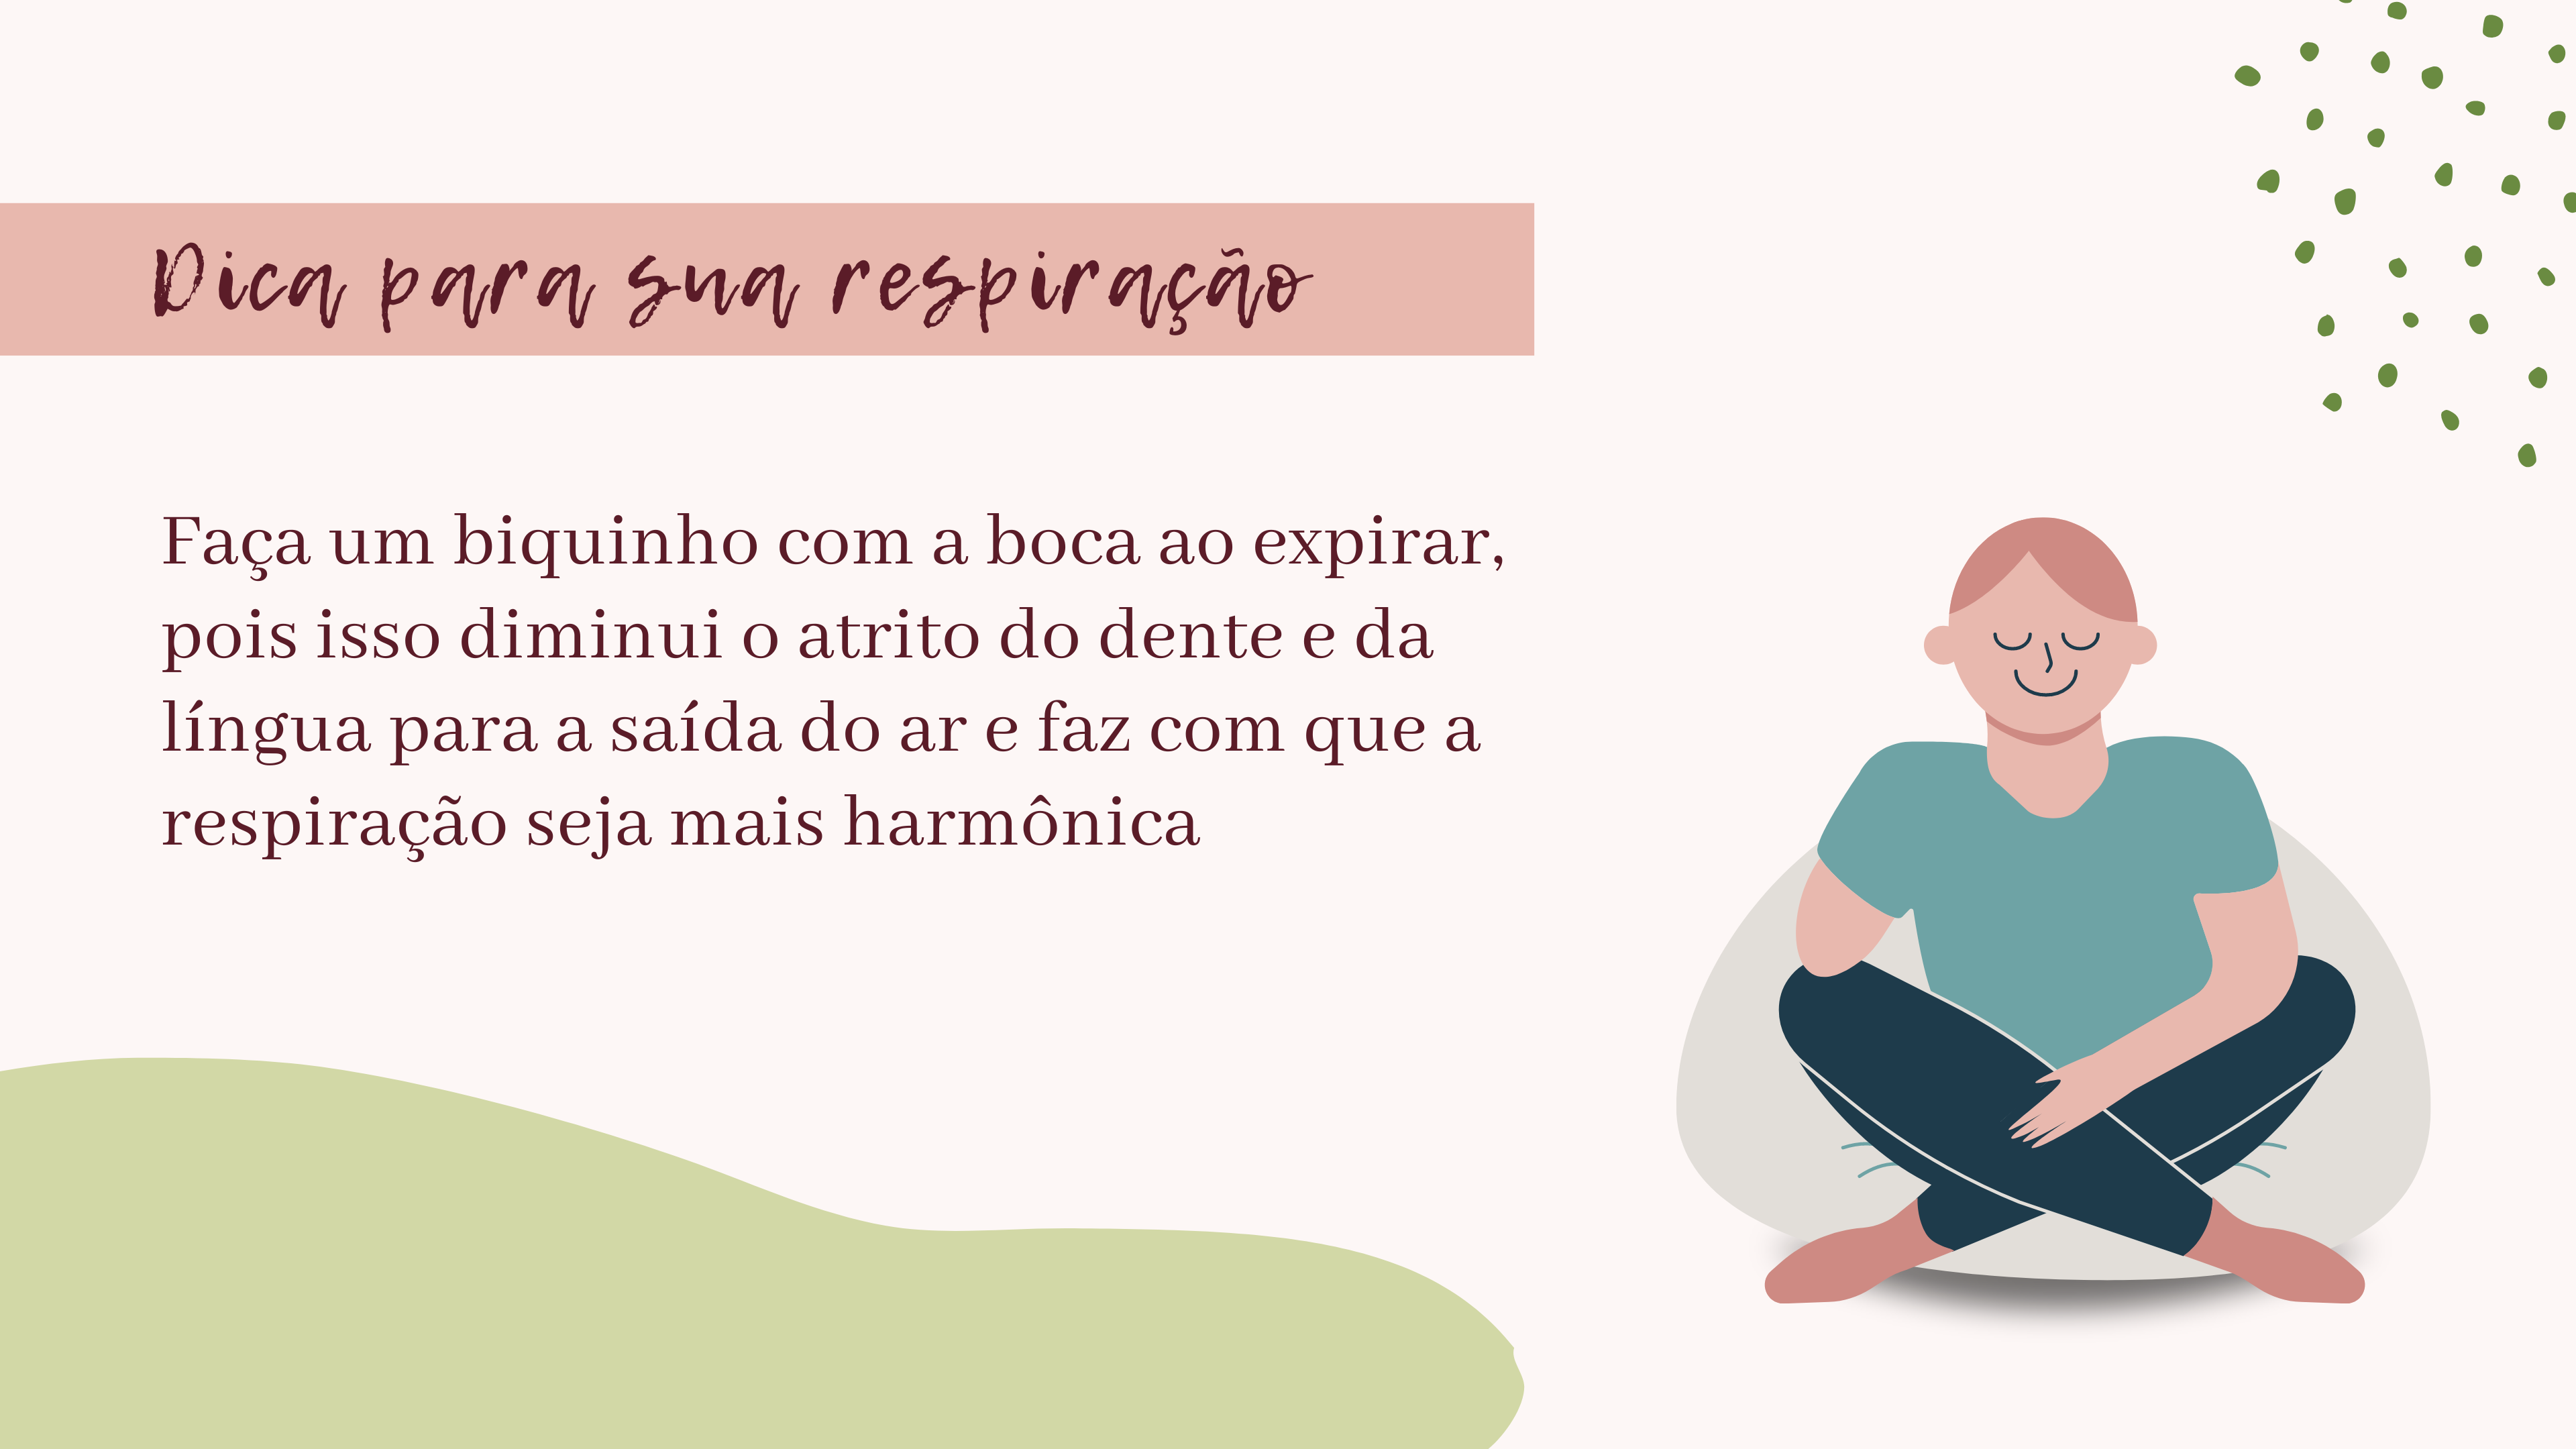 Dica para sua respiração
Faça um biquinho com a boca ao expirar,
pois isso diminui o atrito do dente e da
língua para a saída do ar e faz com que a
respiração seja mais harmônica